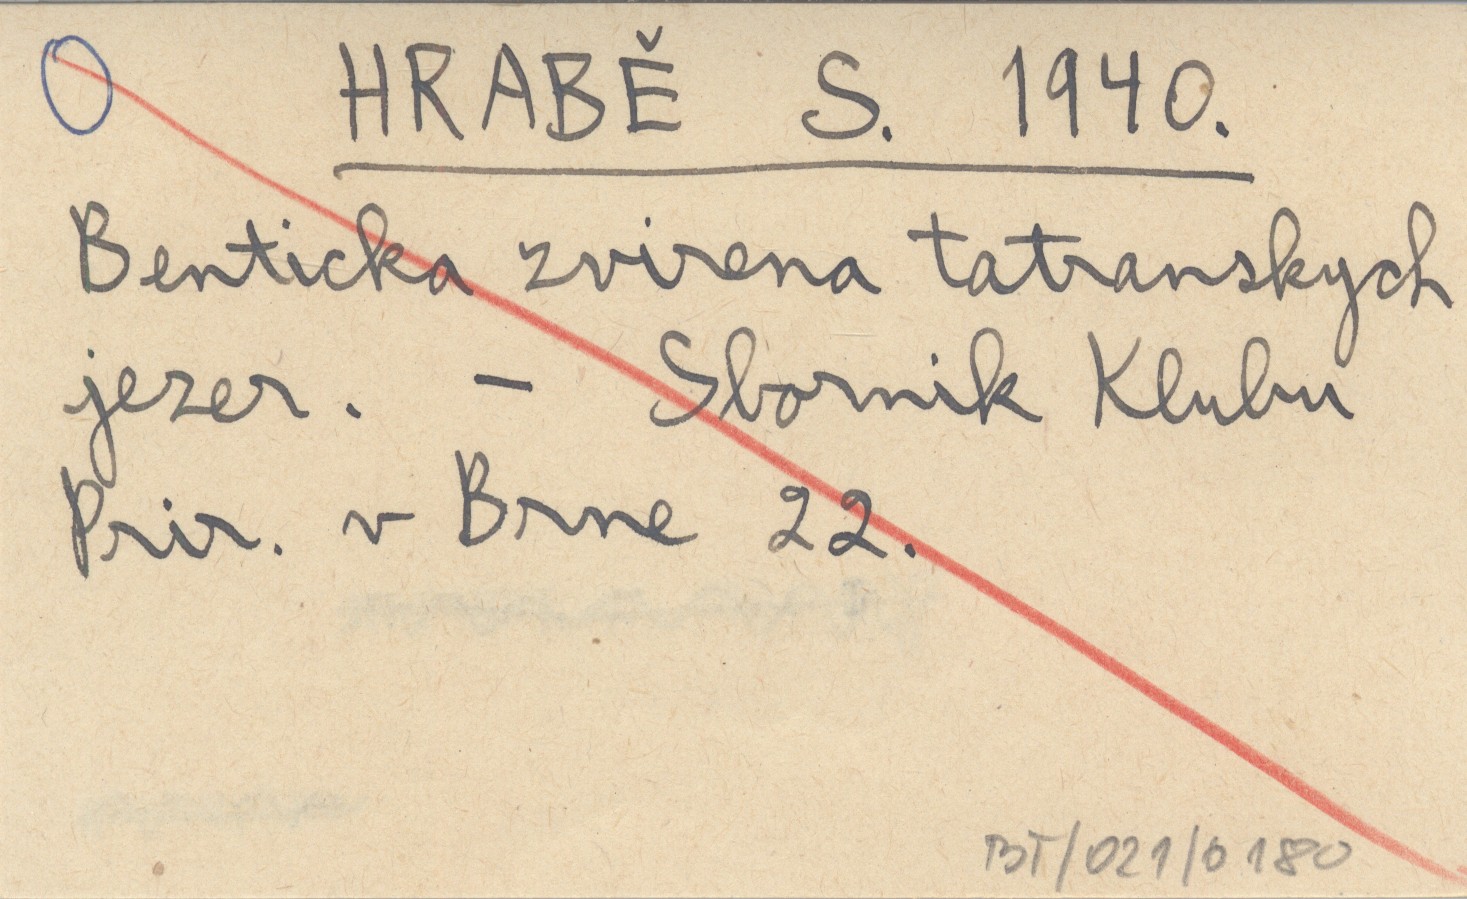 HRABĚ S. 1940.
Benticka zvirena tatranskych
jezer. - Sbornik Klubu
Prir. v Brne 22.
BT/021/0180